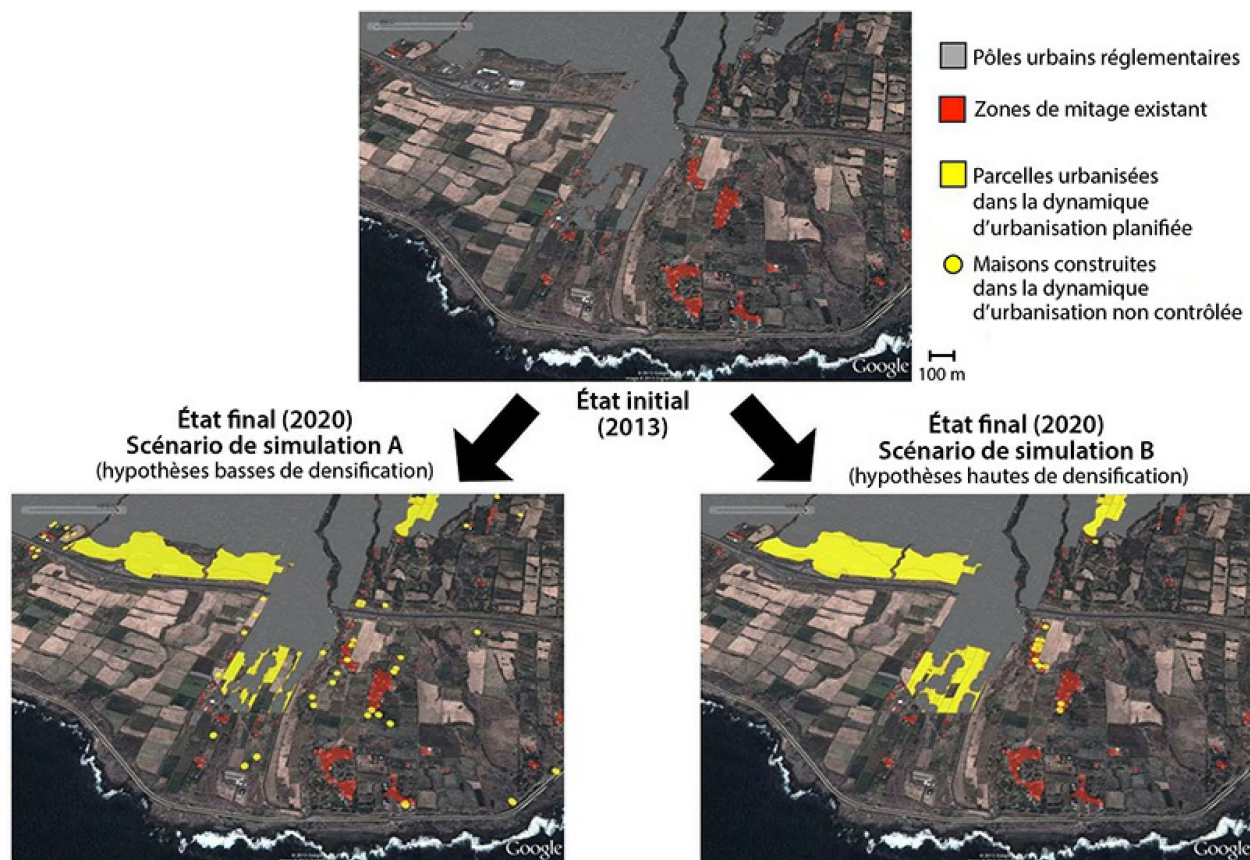 Pôles urbains réglementaires
Zones de mitage existant
Parcelles urbanisées
dans la dynamique
d'urbanisation planifiée
Maisons construites
dans la dynamique
d'urbanisation non contrôlée
Google
100 m
État initial
(2013)
État final (2020)
Scénario de simulation A
(hypothèses basses de densification)
État final (2020)
Scénario de simulation B
(hypothèses hautes de densification)
Google
Google